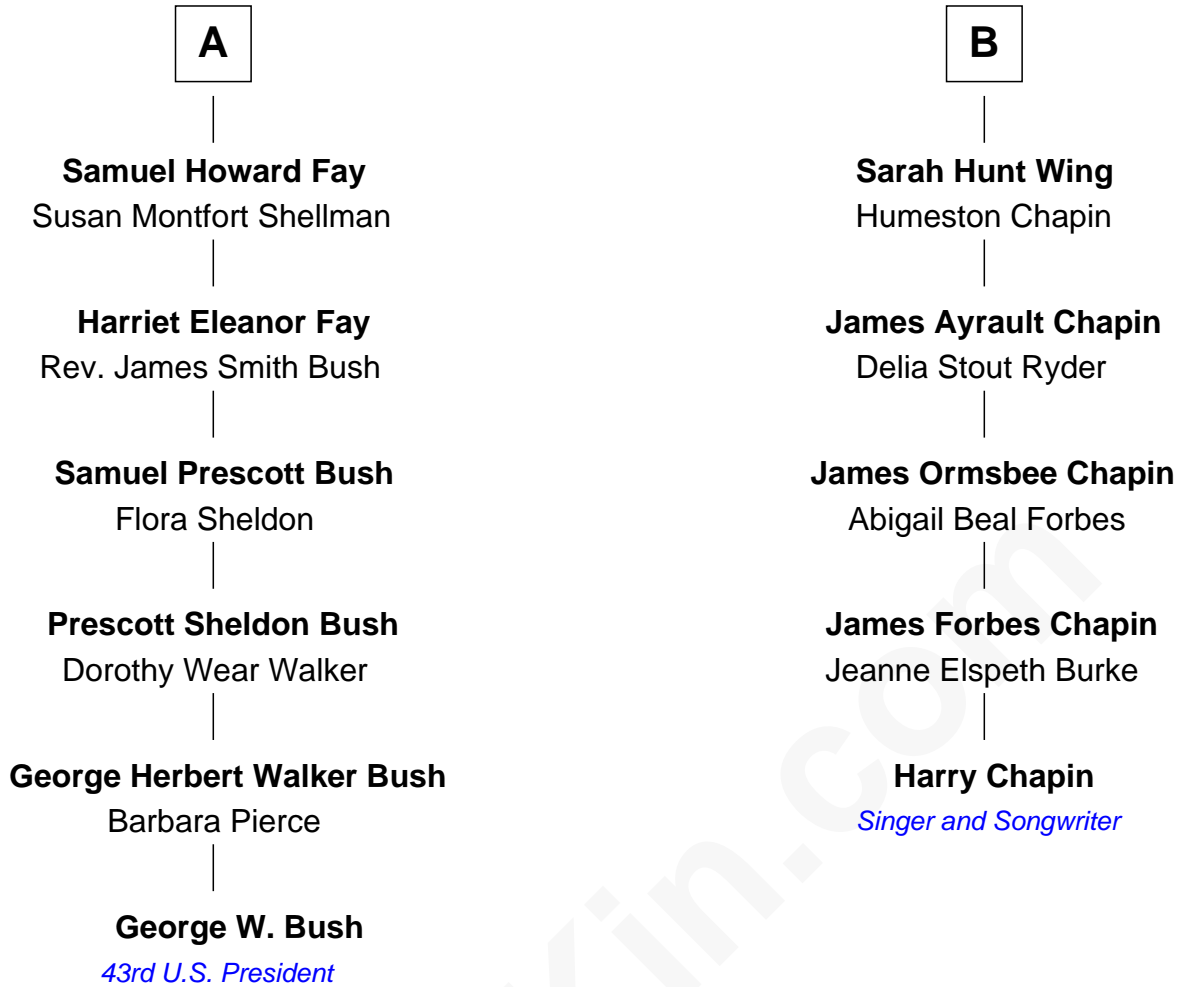 A
Samuel Howard Fay
Susan Montfort Shellman
Harriet Eleanor Fay
Rev. James Smith Bush
Samuel Prescott Bush
Flora Sheldon
Prescott Sheldon Bush
Dorothy Wear Walker
George Herbert Walker Bush
Barbara Pierce
George W. Bush
43rd U.S. President
B
Sarah Hunt Wing
Humeston Chapin
James Ayrault Chapin
Delia Stout Ryder
James Ormsbee Chapin
Abigail Beal Forbes
James Forbes Chapin
Jeanne Elspeth Burke
Harry Chapin
Singer and Songwriter
Kin.com